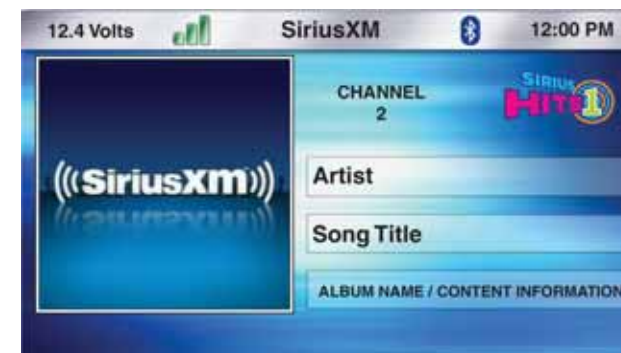 12.4 Volts SiriusXM 12:00 PM
CHANNEL
2
SIRIUS
HITS 1
(((SiriusXm)))
Artist
Song Title
ALBUM NAME / CONTENT INFORMATION